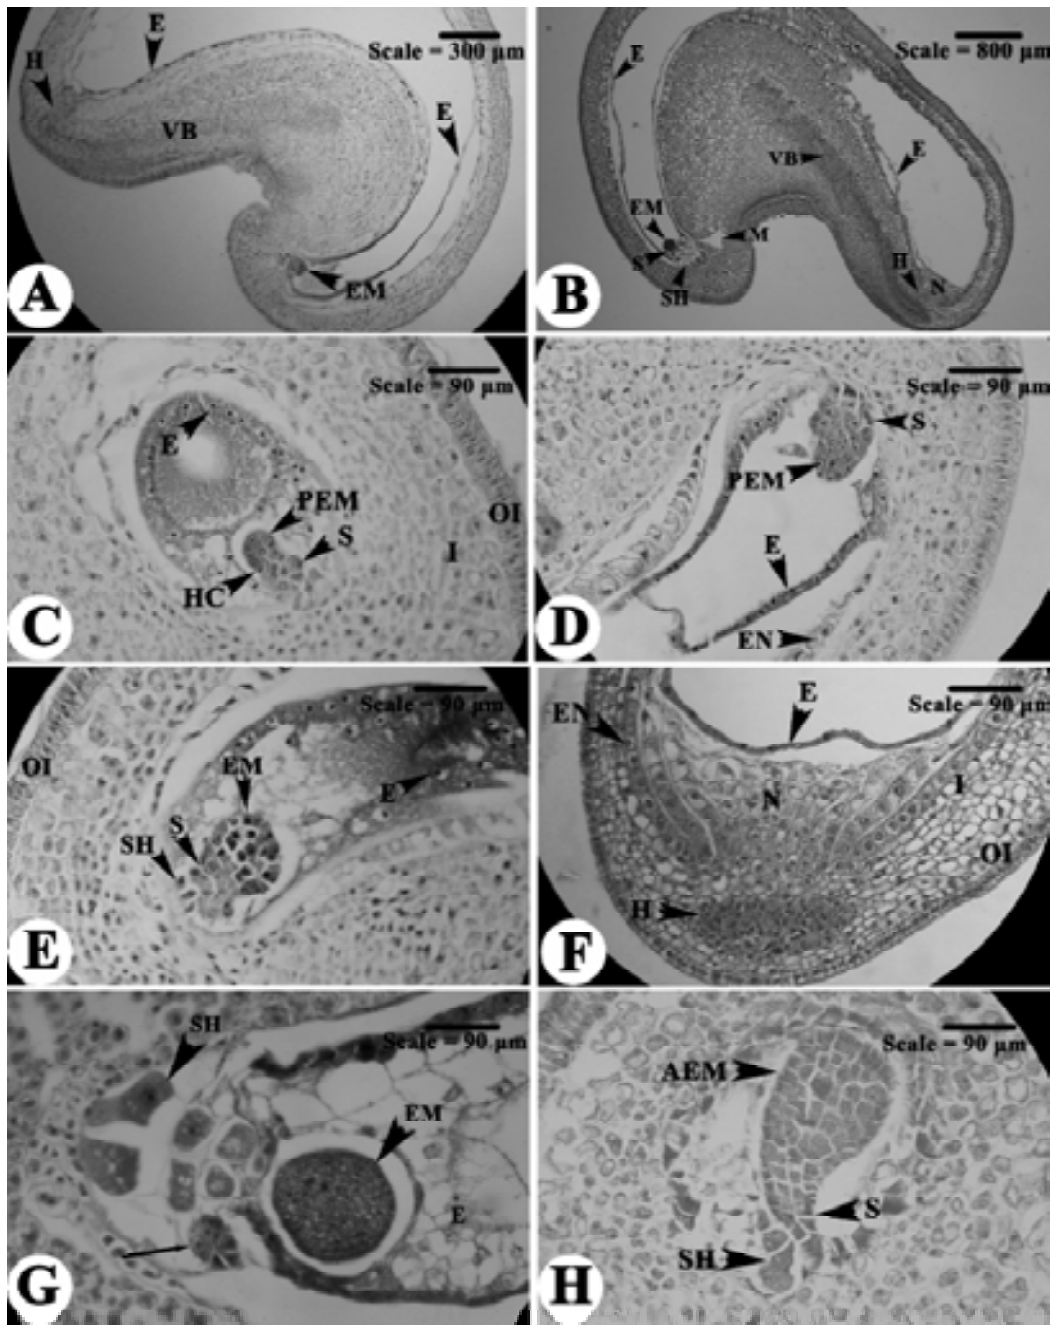 E
Scale = 300 µm
H
E
VB
EM
A
Scale = 800 µm
E
VB
E
EM
M
S
H
N
SH
B
Scale = 90 µm
E
PEM
S
OI
I
HC
C
Scale = 90 µm
S
PEM
E
EN
D
Scale = 90 µm
OI
EM
E
S
SH
E
Scale = 90 µm
E
EN
N
I
OI
H
F
SH
Scale = 90 µm
EM
E
G
Scale = 90 µm
AEM
S
SH
H